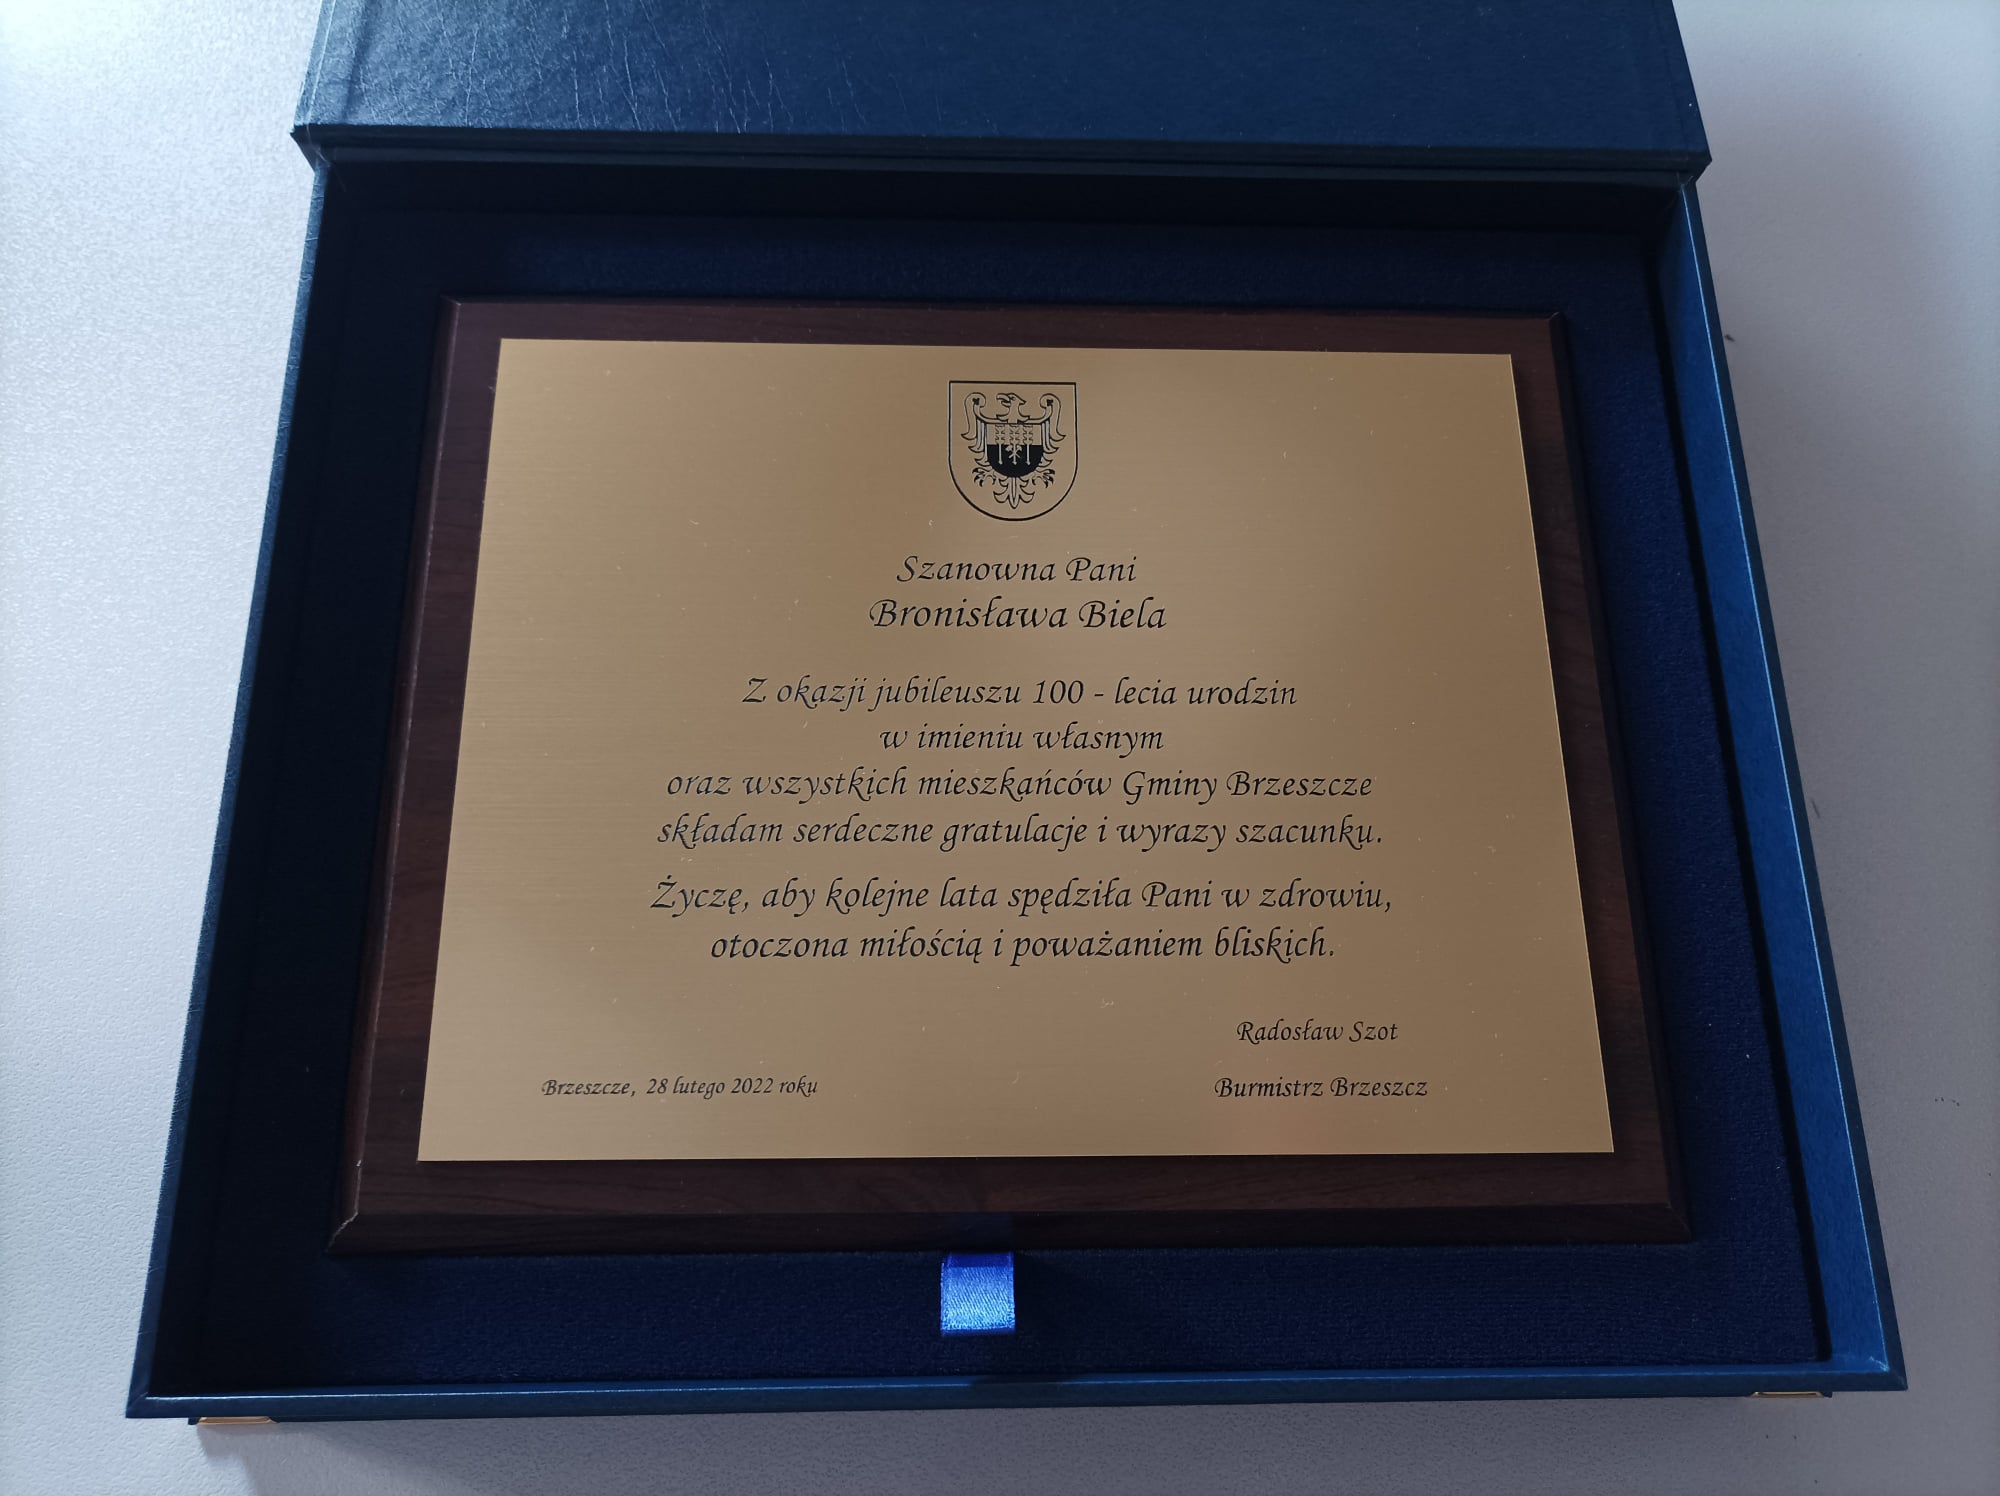 Szanowna Pani
Bronisława Biela
Z okazji jubileuszu 100 - lecia urodzin
w imieniu własnym
oraz wszystkich mieszkańców Gminy Brzeszcze
składam serdeczne gratulacje i wyrazy szacunku.
Życzę, aby kolejne lata spędziła Pani w zdrowiu,
otoczona miłością i poważaniem bliskich.
Radosław Szot
Brzeszcze, 28 lutego 2022 roku
Burmistrz Brzeszcz